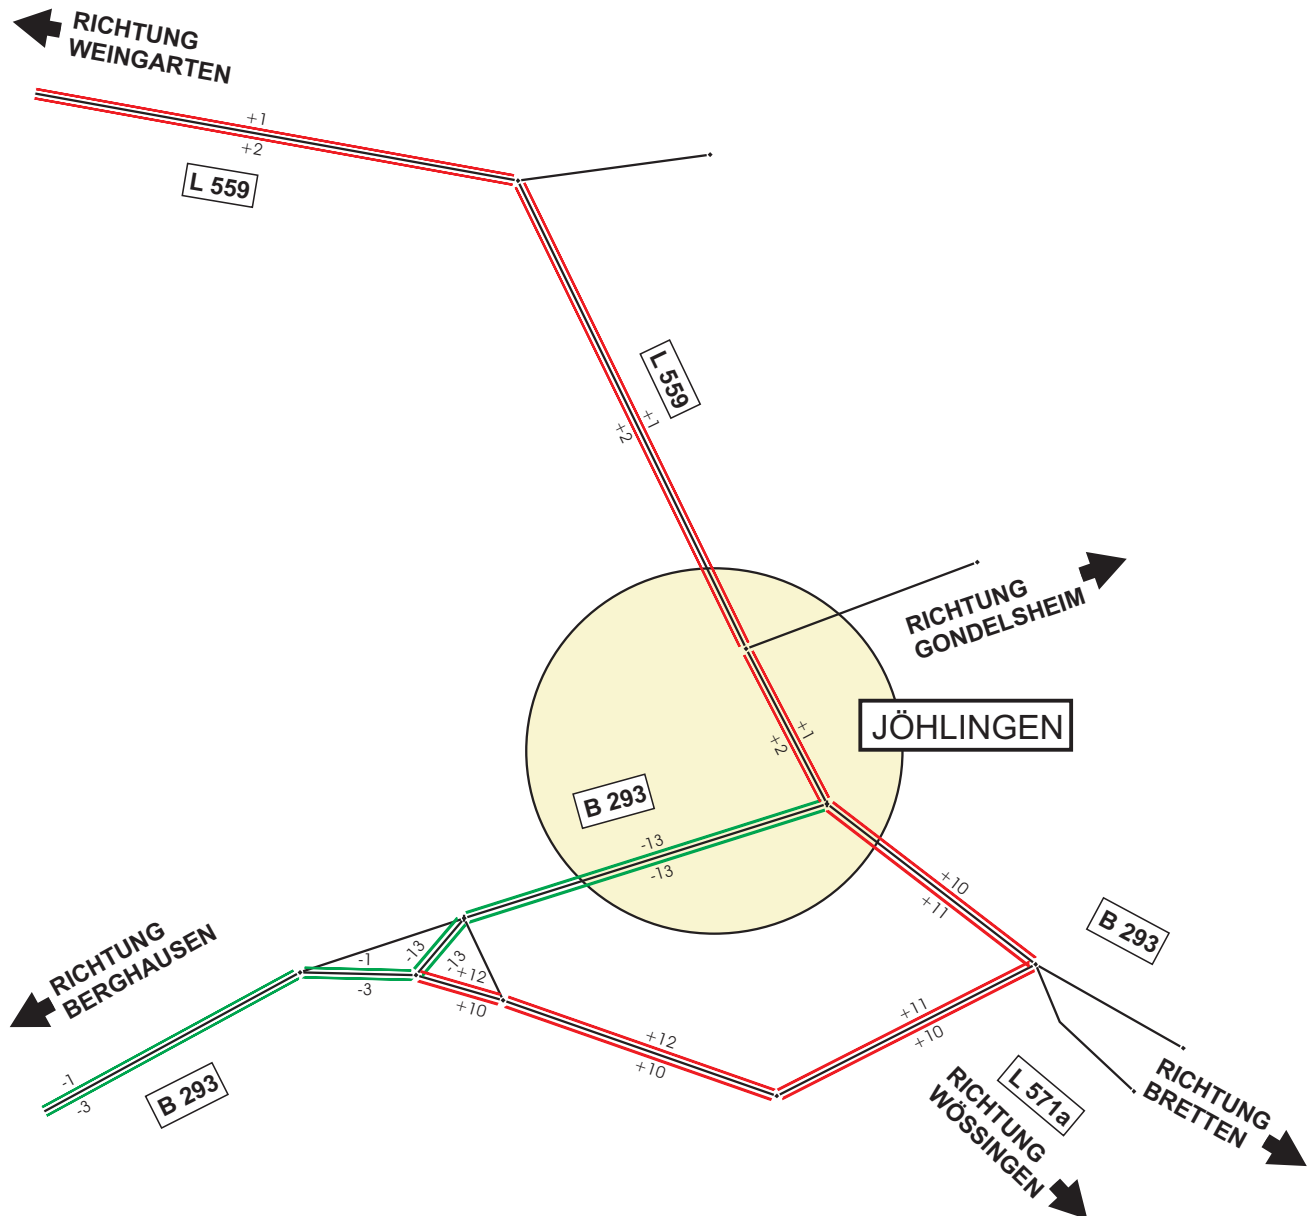 RICHTUNG
WEINGARTEN
+1
+2
L 559
L 559
+1
+2
RICHTUNG
GONDELSHEIM
JÖHLINGEN
+1
+2
B 293
-13
-13
+10
+11
B 293
RICHTUNG
BERGHAUSEN
-1
-3
-13
-13
+12
+10
+12
+10
+11
+10
-1
-3
B 293
L 571a
RICHTUNG
WÖSSINGEN
RICHTUNG
BRETTEN